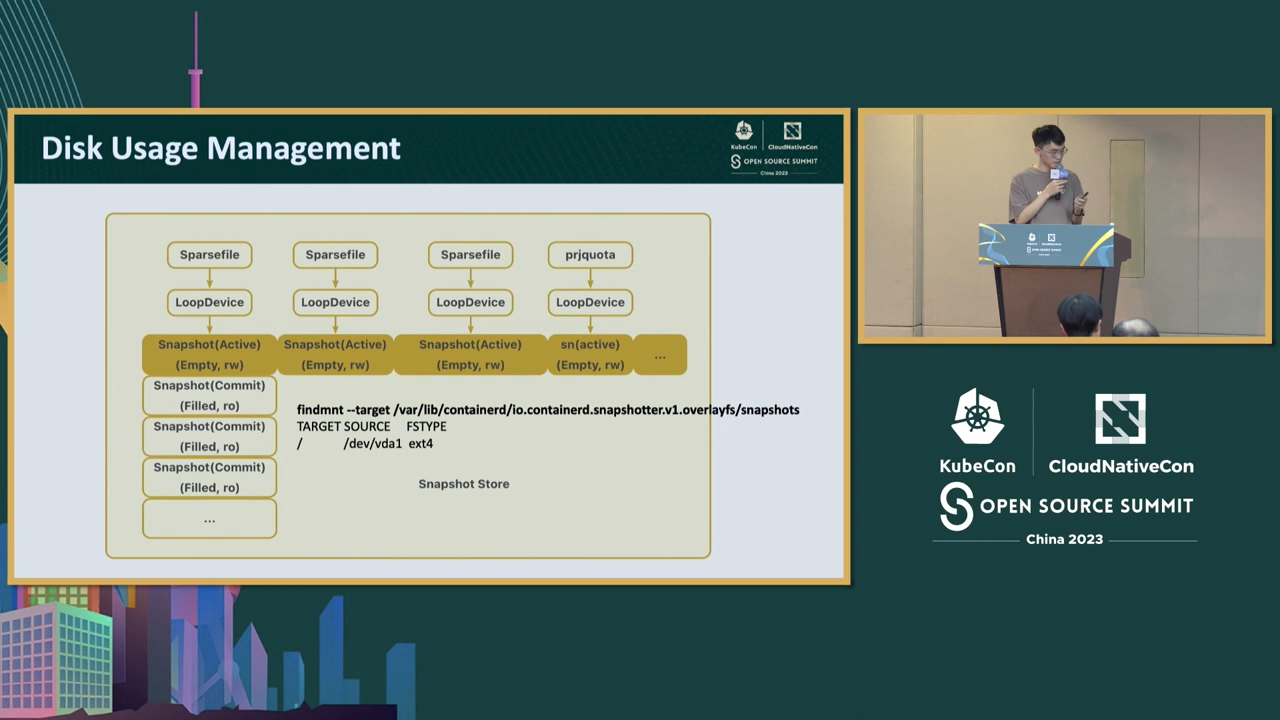 Disk Usage Management
KubeCon
CloudNativeCon
OPEN SOURCE SUMMIT
China 2023
Sparsefile
Sparsefile
Sparsefile
prjquota
LoopDevice
LoopDevice
LoopDevice
LoopDevice
Snapshot(Active)
(Empty, rw)
Snapshot(Active)
(Empty, rw)
Snapshot(Active)
(Empty, rw)
sn(active)
(Empty, rw)
...
Snapshot(Commit)
(Filled, ro)
Snapshot(Commit)
(Filled, ro)
Snapshot(Commit)
(Filled, ro)
...
findmnt --target /var/lib/containerd/io.containerd.snapshotter.v1.overlayfs/snapshots
TARGET SOURCE FSTYPE
/ /dev/vda1 ext4
Snapshot Store
KubeCon
CloudNativeCon
OPEN SOURCE SUMMIT
China 2023